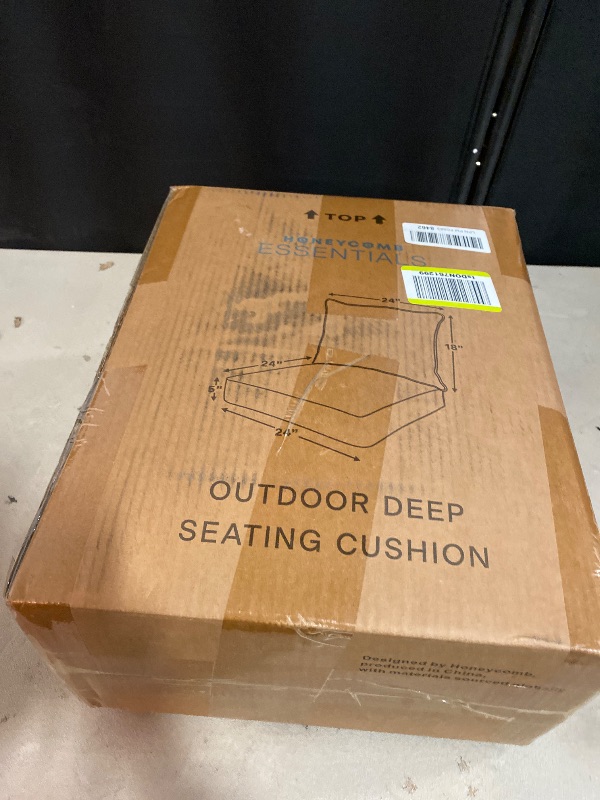 TOP
HONEYCOMB
ESSENTIALS
24"
18"
24"
5"
24"
OUTDOOR DEEP
SEATING CUSHION
Designed by Honeycomb,
produced in China,
with materials sourced